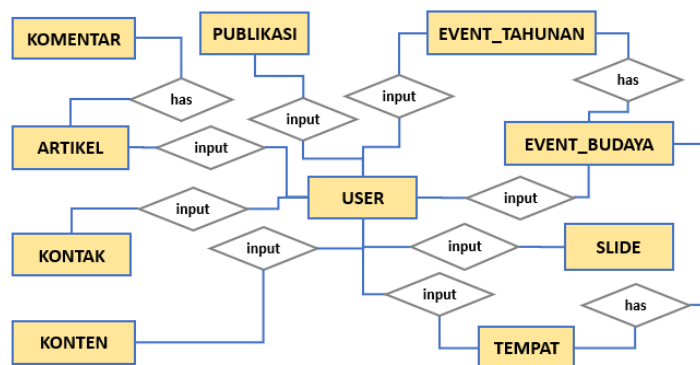 KOMENTAR
PUBLIKASI
EVENT_TAHUNAN
has
has
input
input
ARTIKEL
input
EVENT_BUDAYA
USER
input
input
KONTAK
input
input
SLIDE
input
has
KONTEN
TEMPAT